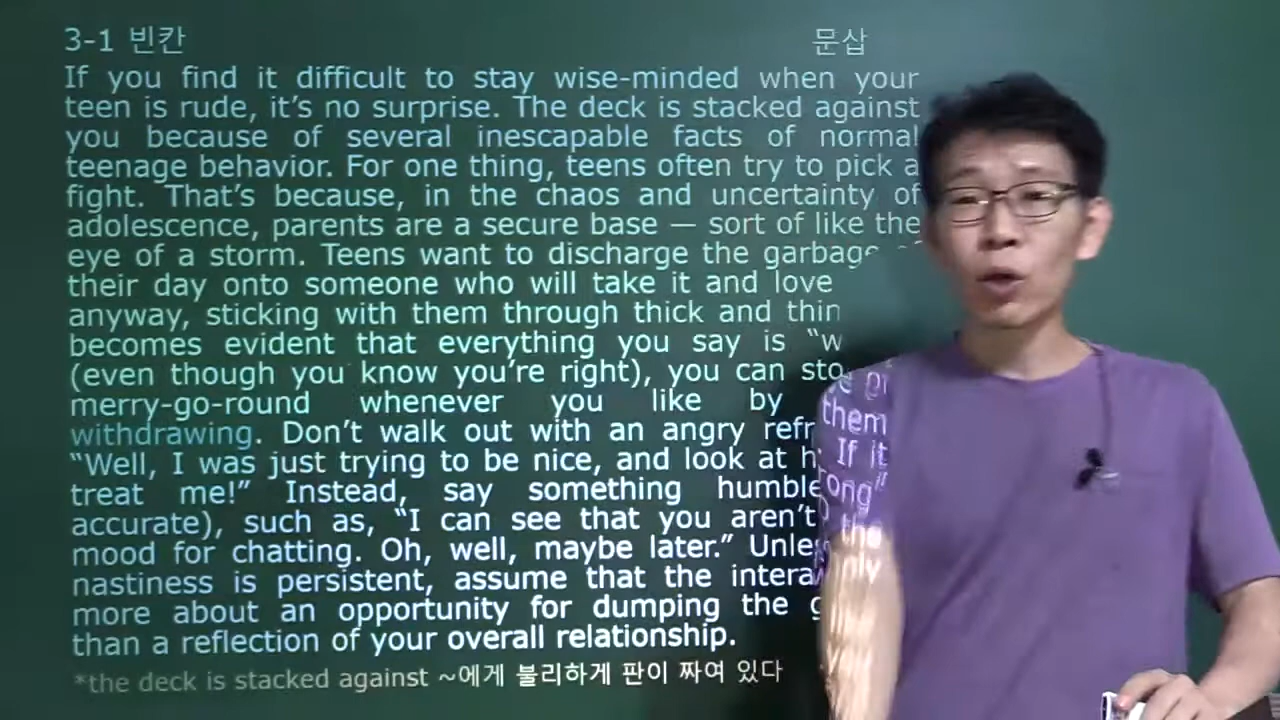 3-1 빈칸 문삽
If you find it difficult to stay wise-minded when your
teen is rude, it's no surprise. The deck is stacked against
you because of several inescapable facts of normal
teenage behavior. For one thing, teens often try to pick a
fight. That's because, in the chaos and uncertainty of
adolescence, parents are a secure base — sort of like the
eye of a storm. Teens want to discharge the garbage of
their day onto someone who will take it and love them
anyway, sticking with them through thick and thin. If it
becomes evident that everything you say is “wrong”
(even though you know you're right), you can stop the
merry-go-round whenever you like by
withdrawing. Don't walk out with an angry
“Well, I was just trying to be nice, and look at
treat me!” Instead, say something humble
accurate), such as, “I can see that you aren't
mood for chatting. Oh, well, maybe later.”
nastiness is persistent, assume that the
more about an opportunity for dumping the
than a reflection of your overall relationship.
*the deck is stacked against ~에게 불리하게 판이 짜여 있다